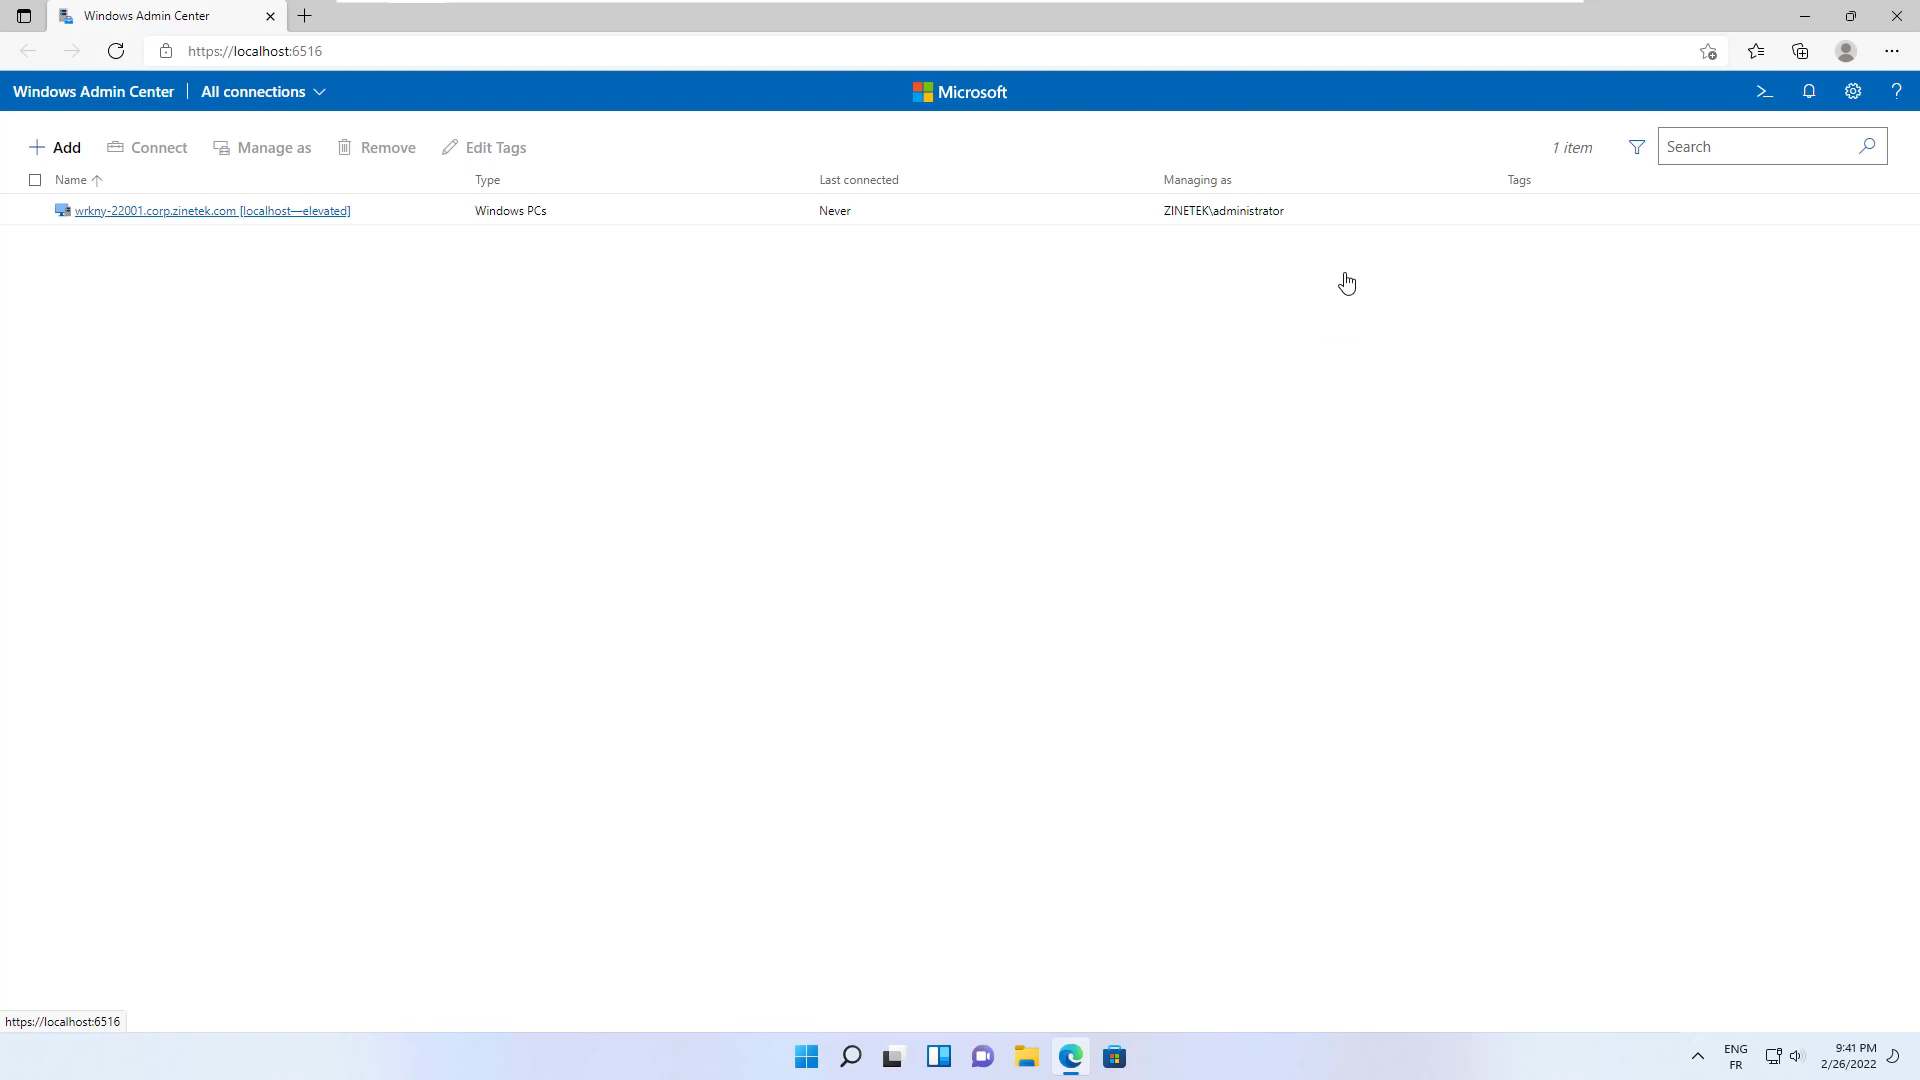 Windows Admin Center
https://localhost:6516
Windows Admin Center All connections Microsoft ?
Add Connect Manage as Remove Edit Tags 1 item Search
Name Type Last connected Managing as Tags
wrkny-22001.corp.zinetek.com [localhost—elevated] Windows PCs Never ZINETEK\administrator
https://localhost:6516
ENG 9:41 PM
FR 2/26/2022